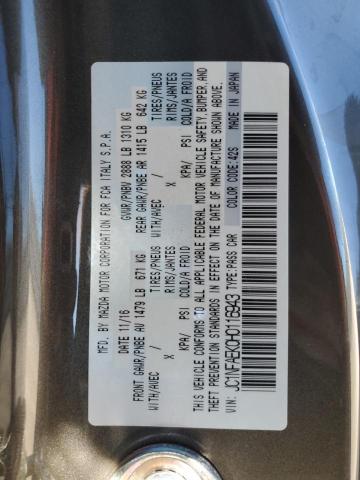 MFD. BY MAZDA MOTOR CORPORATION FOR FCA ITALY S.P.A.
DATE 11/16 GVWR/PNBV 2888 LB 1310 KG
FRONT GAWR/PNBE AV 1479 LB 671 KG REAR GAWR/PNBE AR 1415 LB 642 KG
WITH/AVEC / TIRES/PNEUS WITH/AVEC / TIRES/PNEUS
X RIMS/JANTES X RIMS/JANTES
KPA/ PSI COLD/A FROID KPA/ PSI COLD/A FROID
THIS VEHICLE CONFORMS TO ALL APPLICABLE FEDERAL MOTOR VEHICLE SAFETY, BUMPER, AND
THEFT PREVENTION STANDARDS IN EFFECT ON THE DATE OF MANUFACTURE SHOWN ABOVE.
VIN: JC1NFAEK0H0116943 TYPE: PASS CAR COLOR CODE: 42S MADE IN JAPAN